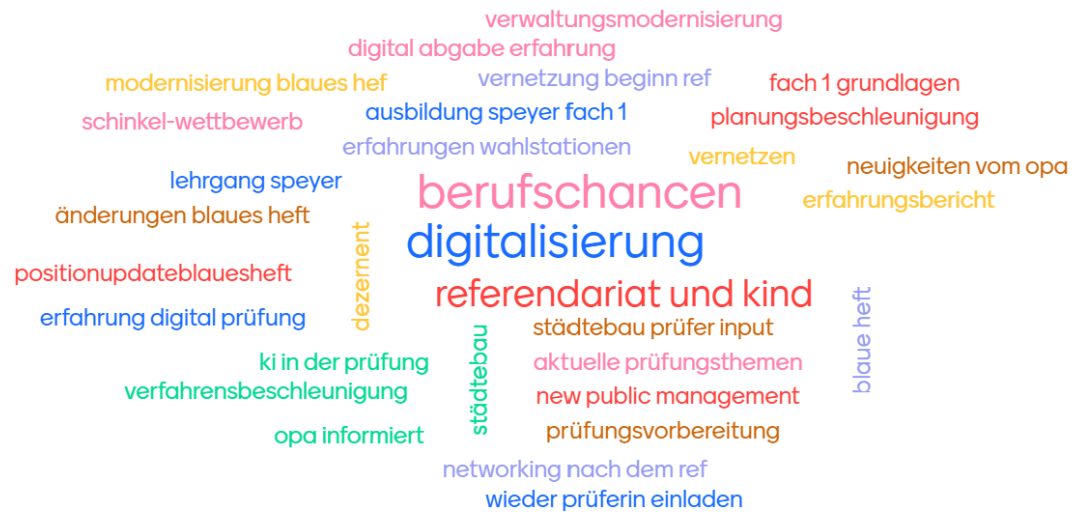 verwaltungsmodernisierung
digital abgabe erfahrung
modernisierung blaues hef
vernetzung beginn ref
fach 1 grundlagen
schinkel-wettbewerb
ausbildung speyer fach 1
planungsbeschleunigung
erfahrungen wahlstationen
vernetzen
neuigkeiten vom opa
lehrgang speyer
berufschancen
erfahrungsbericht
änderungen blaues heft
digitalisierung
dezernent
positionupdateblauesheft
referendariat und kind
erfahrung digital prüfung
städtebau prüfer input
blaue heft
ki in der prüfung
städtebau
aktuelle prüfungsthemen
verfahrensbeschleunigung
new public management
opa informiert
prüfungsvorbereitung
networking nach dem ref
wieder prüferin einladen